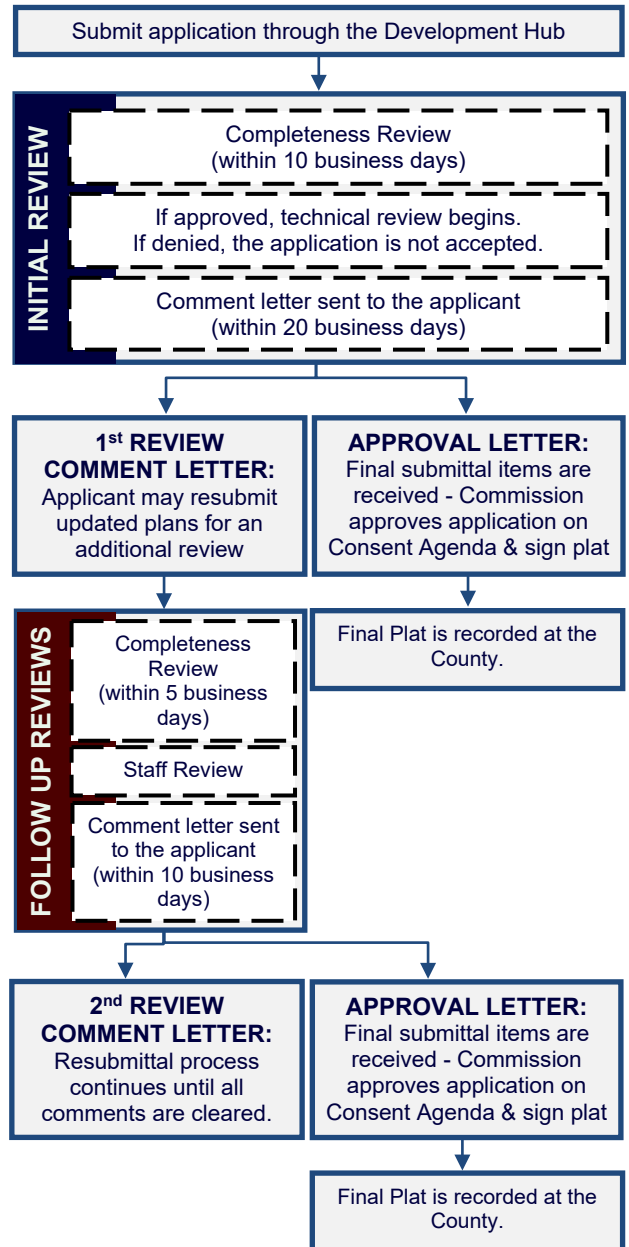 Submit application through the Development Hub
INITIAL REVIEW
Completeness Review
(within 10 business days)
If approved, technical review begins.
If denied, the application is not accepted.
Comment letter sent to the applicant
(within 20 business days)
1st REVIEW
COMMENT LETTER:
Applicant may resubmit
updated plans for an
additional review
APPROVAL LETTER:
Final submittal items are
received - Commission
approves application on
Consent Agenda & sign plat
Final Plat is recorded at the
County.
FOLLOW UP REVIEWS
Completeness
Review
(within 5 business
days)
Staff Review
Comment letter sent
to the applicant
(within 10 business
days)
2nd REVIEW
COMMENT LETTER:
Resubmittal process
continues until all
comments are cleared.
APPROVAL LETTER:
Final submittal items are
received - Commission
approves application on
Consent Agenda & sign plat
Final Plat is recorded at the
County.